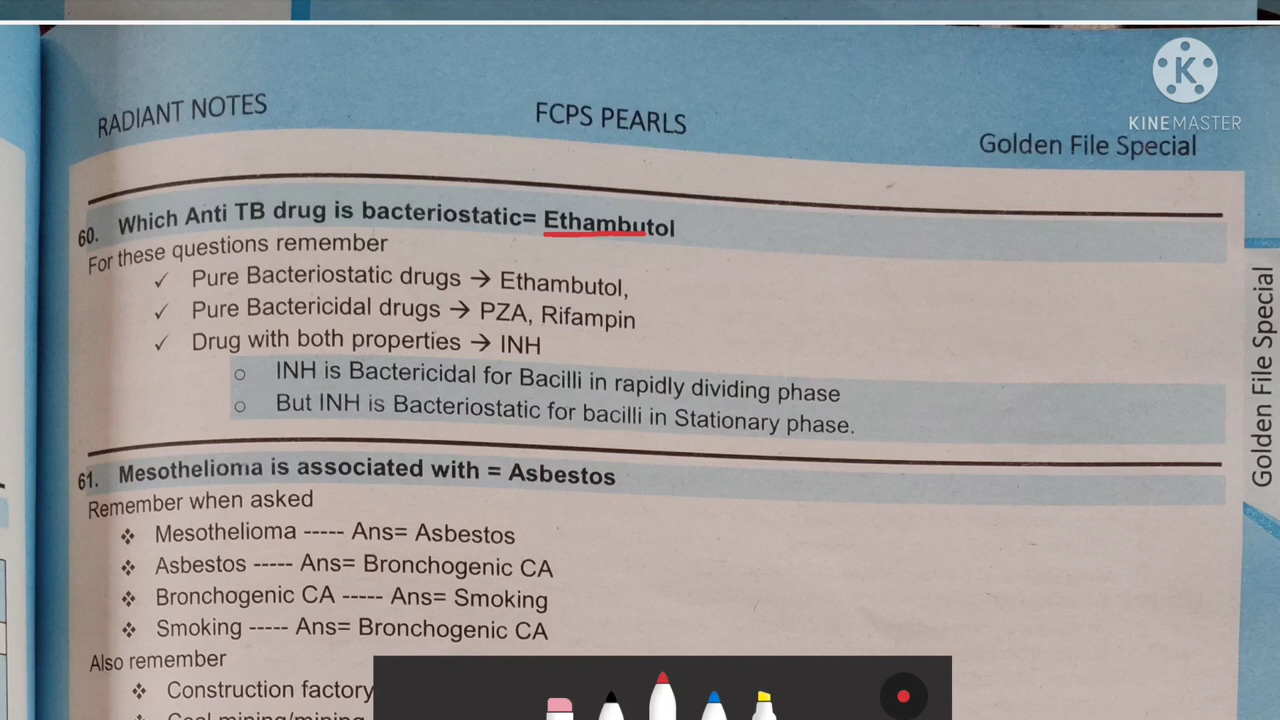 RADIANT NOTES
FCPS PEARLS
Golden File Special
K
KINEMASTER
60. Which Anti TB drug is bacteriostatic= Ethambutol
For these questions remember
✓ Pure Bacteriostatic drugs → Ethambutol,
✓ Pure Bactericidal drugs → PZA, Rifampin
✓ Drug with both properties → INH
○ INH is Bactericidal for Bacilli in rapidly dividing phase
○ But INH is Bacteriostatic for bacilli in Stationary phase.
61. Mesothelioma is associated with = Asbestos
Remember when asked
❖ Mesothelioma ----- Ans= Asbestos
❖ Asbestos ----- Ans= Bronchogenic CA
❖ Bronchogenic CA ----- Ans= Smoking
❖ Smoking ----- Ans= Bronchogenic CA
Also remember
❖ Construction factory
Coal mining/mining
Golden File Special